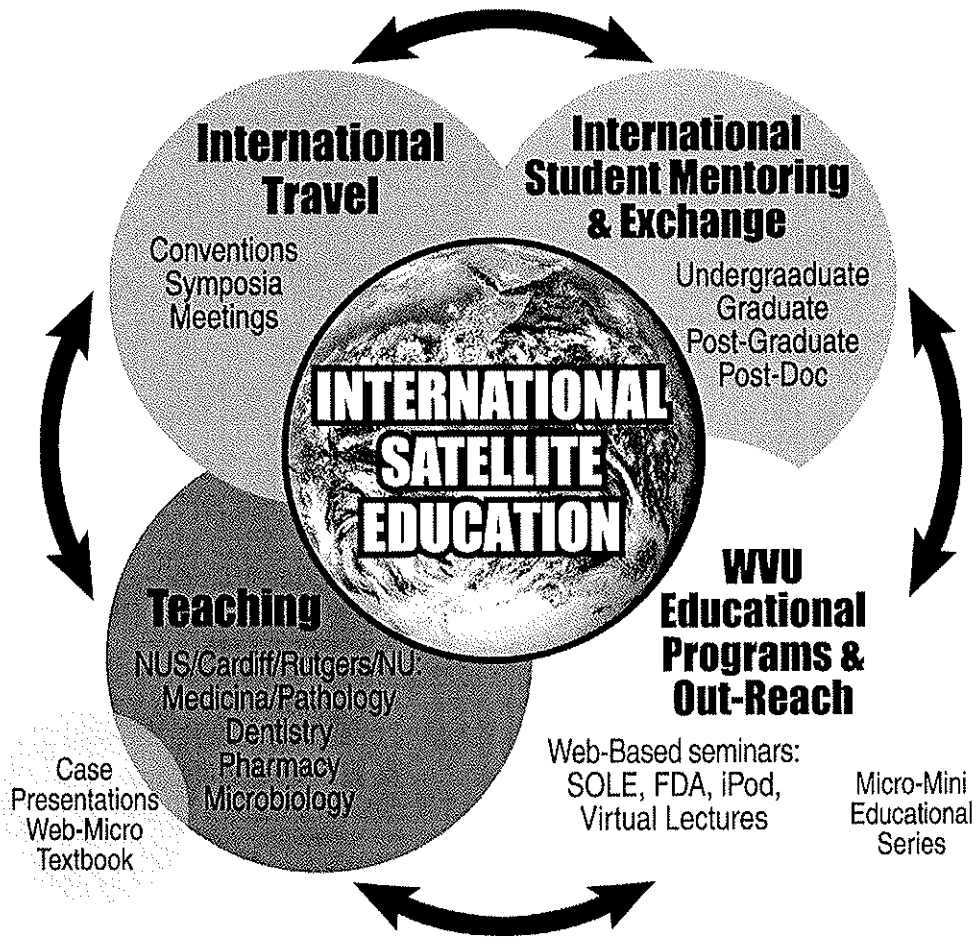 International
Travel
Conventions
Symposia
Meetings
International
Student Mentoring
& Exchange
Undergraaduate
Graduate
Post-Graduate
Post-Doc
INTERNATIONAL
SATELLITE
EDUCATION
Teaching
NUS/Cardiff/Rutgers/NU:
Medicina/Pathology
Dentistry
Pharmacy
Microbiology
Case
Presentations
Web-Micro
Textbook
WVU
Educational
Programs &
Out-Reach
Web-Based seminars:
SOLE, FDA, iPod,
Virtual Lectures
Micro-Mini
Educational
Series